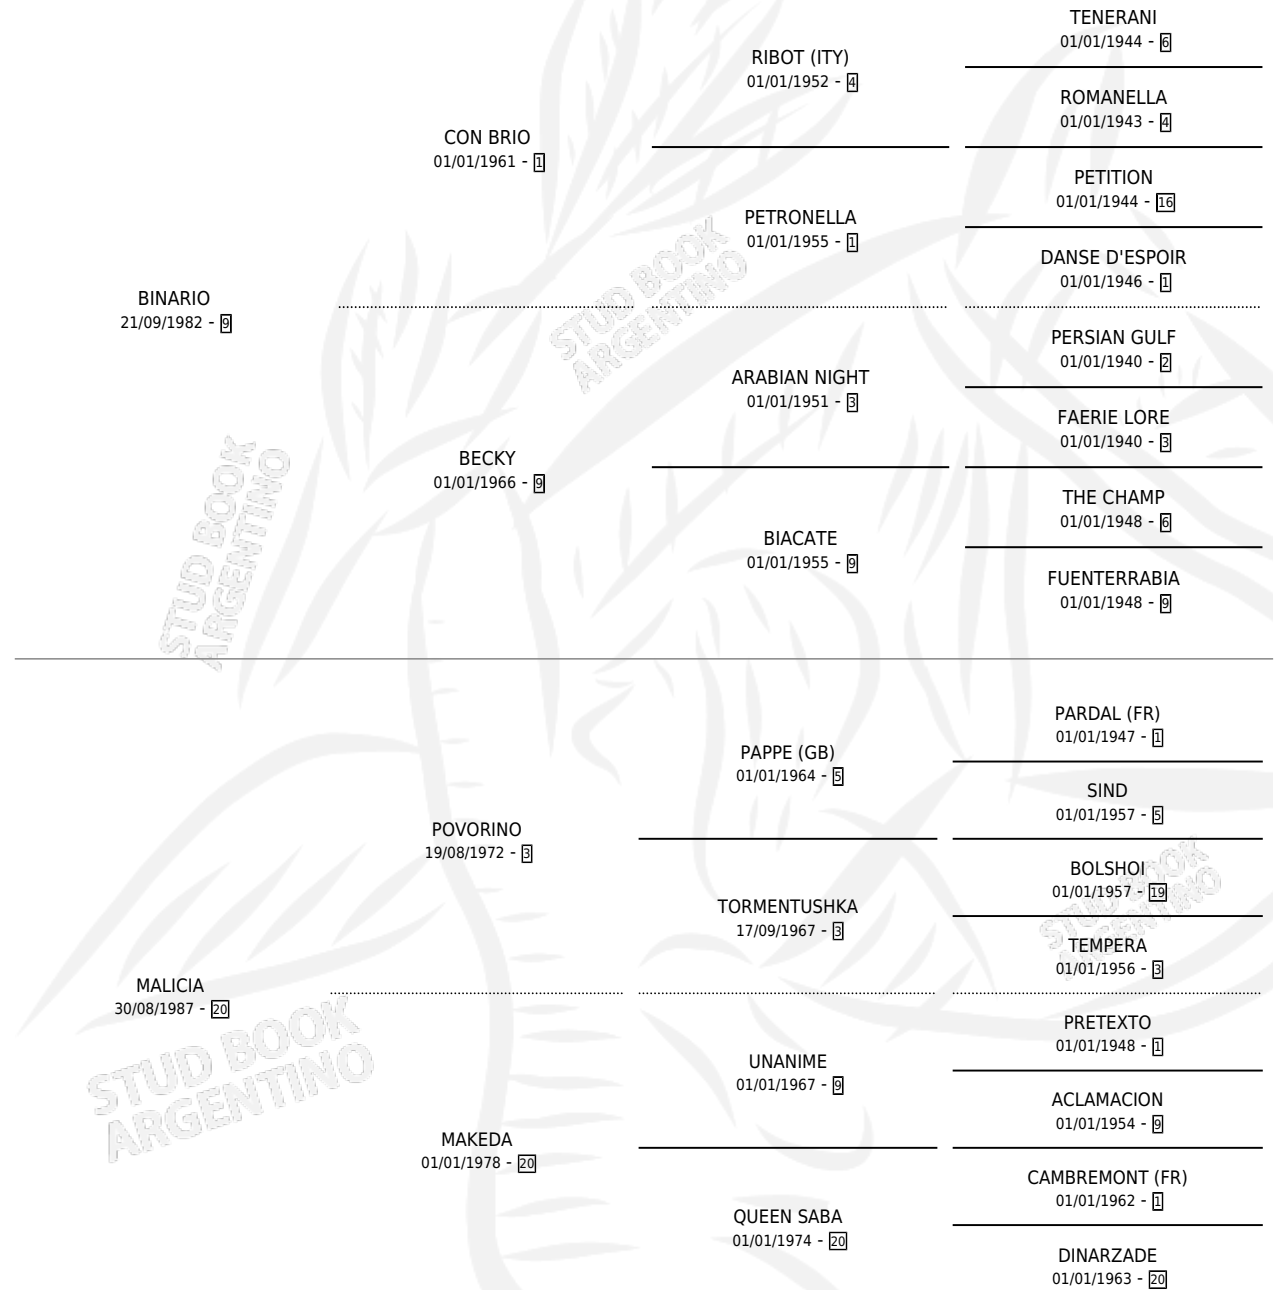 TENERANI
01/01/1944 - 6
RIBOT (ITY)
01/01/1952 - 4
ROMANELLA
01/01/1943 - 4
CON BRIO
01/01/1961 - 1
PETITION
01/01/1944 - 16
PETRONELLA
01/01/1955 - 1
DANSE D'ESPOIR
01/01/1946 - 1
BINARIO
21/09/1982 - 9
STUD BOOK
ARGENTINO
PERSIAN GULF
01/01/1940 - 2
ARABIAN NIGHT
01/01/1951 - 3
FAERIE LORE
01/01/1940 - 3
BECKY
01/01/1966 - 9
THE CHAMP
01/01/1948 - 6
BIACATE
01/01/1955 - 9
FUENTERRABIA
01/01/1948 - 9
STUD BOOK
ARGENTINO
PARDAL (FR)
01/01/1947 - 1
PAPPE (GB)
01/01/1964 - 5
SIND
01/01/1957 - 5
POVORINO
19/08/1972 - 3
BOLSHOI
01/01/1957 - 19
TORMENTUSHKA
17/09/1967 - 3
STUD BOOK
ARGENTINO
TEMPERA
01/01/1956 - 3
MALICIA
30/08/1987 - 20
STUD BOOK
ARGENTINO
PRETEXTO
01/01/1948 - 1
UNANIME
01/01/1967 - 9
ACLAMACION
01/01/1954 - 9
MAKEDA
01/01/1978 - 20
CAMBREMONT (FR)
01/01/1962 - 1
QUEEN SABA
01/01/1974 - 20
DINARZADE
01/01/1963 - 20